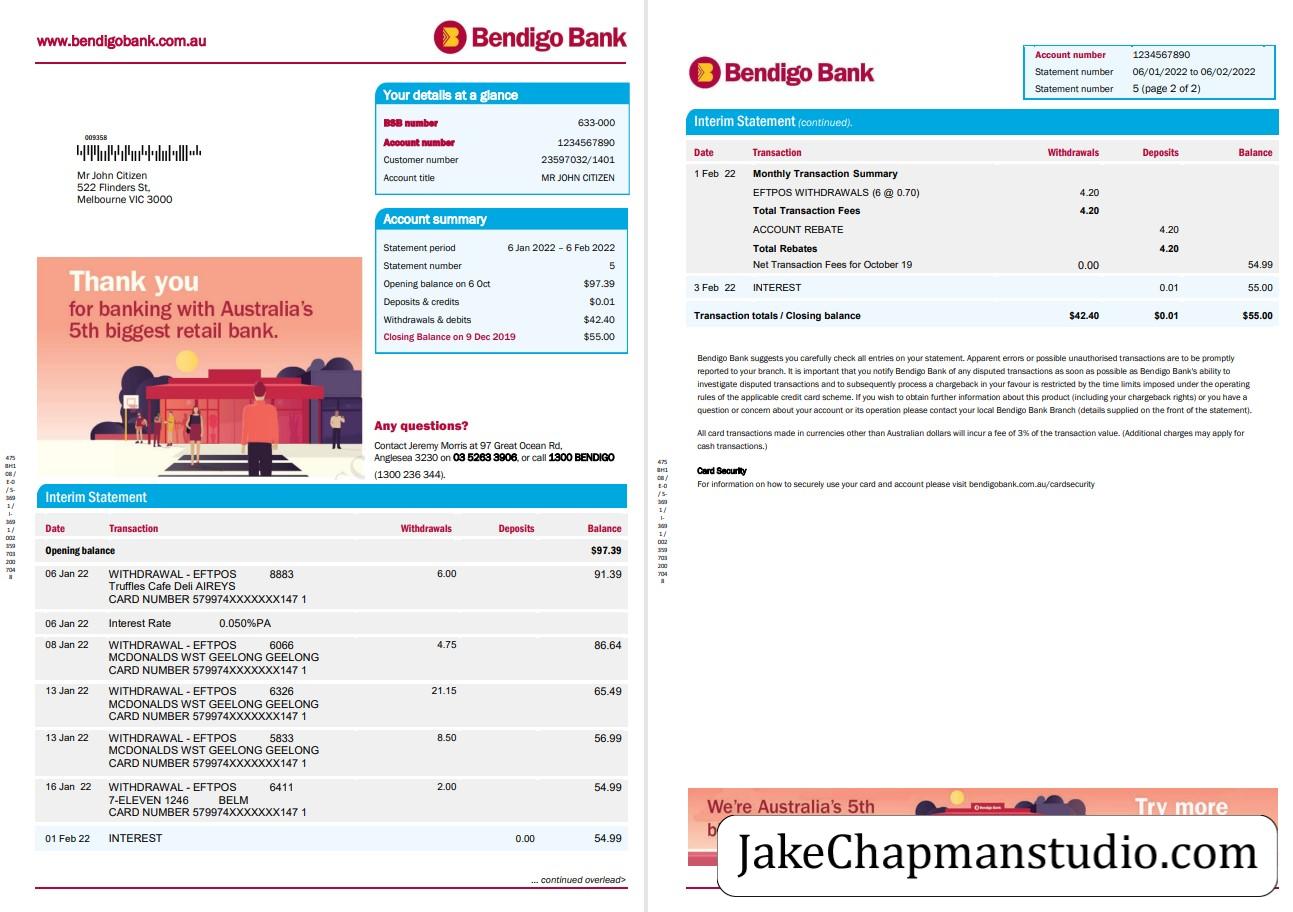 www.bendigobank.com.au
Bendigo Bank
Your details at a glance
BSB number 633-000
Account number 1234567890
Customer number 23597032/1401
Account title MR JOHN CITIZEN
009358
Mr John Citizen
522 Flinders St,
Melbourne VIC 3000
Account summary
Statement period 6 Jan 2022 – 6 Feb 2022
Statement number 5
Opening balance on 6 Oct $97.39
Deposits & credits $0.01
Withdrawals & debits $42.40
Closing Balance on 9 Dec 2019 $55.00
Thank you
for banking with Australia's
5th biggest retail bank.
Any questions?
Contact Jeremy Morris at 97 Great Ocean Rd,
Anglesea 3230 on 03 5263 3906, or call 1300 BENDIGO
(1300 236 344).
475
BH1
08 /
E-0
/ S-
369
1 /
I-
369
1 /
002
359
703
200
704
8
Interim Statement
Date Transaction Withdrawals Deposits Balance
Opening balance $97.39
06 Jan 22 WITHDRAWAL - EFTPOS 8883 6.00 91.39
Truffles Cafe Deli AIREYS
CARD NUMBER 579974XXXXXXX147 1
06 Jan 22 Interest Rate 0.050%PA
08 Jan 22 WITHDRAWAL - EFTPOS 6066 4.75 86.64
MCDONALDS WST GEELONG GEELONG
CARD NUMBER 579974XXXXXXX147 1
13 Jan 22 WITHDRAWAL - EFTPOS 6326 21.15 65.49
MCDONALDS WST GEELONG GEELONG
CARD NUMBER 579974XXXXXXX147 1
13 Jan 22 WITHDRAWAL - EFTPOS 5833 8.50 56.99
MCDONALDS WST GEELONG GEELONG
CARD NUMBER 579974XXXXXXX147 1
16 Jan 22 WITHDRAWAL - EFTPOS 6411 2.00 54.99
7-ELEVEN 1246 BELM
CARD NUMBER 579974XXXXXXX147 1
01 Feb 22 INTEREST 0.00 54.99
... continued overlead>
Bendigo Bank
Account number 1234567890
Statement number 06/01/2022 to 06/02/2022
Statement number 5 (page 2 of 2)
Interim Statement (continued).
Date Transaction Withdrawals Deposits Balance
1 Feb 22 Monthly Transaction Summary
EFTPOS WITHDRAWALS (6 @ 0.70) 4.20
Total Transaction Fees 4.20
ACCOUNT REBATE 4.20
Total Rebates 4.20
Net Transaction Fees for October 19 0.00 54.99
3 Feb 22 INTEREST 0.01 55.00
Transaction totals / Closing balance $42.40 $0.01 $55.00
Bendigo Bank suggests you carefully check all entries on your statement. Apparent errors or possible unauthorised transactions are to be promptly
reported to your branch. It is important that you notify Bendigo Bank of any disputed transactions as soon as possible as Bendigo Bank's ability to
investigate disputed transactions and to subsequently process a chargeback in your favour is restricted by the time limits imposed under the operating
rules of the applicable credit card scheme. If you wish to obtain further information about this product (including your chargeback rights) or you have a
question or concern about your account or its operation please contact your local Bendigo Bank Branch (details supplied on the front of the statement).
All card transactions made in currencies other than Australian dollars will incur a fee of 3% of the transaction value. (Additional charges may apply for
cash transactions.)
Card Security
For information on how to securely use your card and account please visit bendigobank.com.au/cardsecurity
475
BH1
08 /
E-0
/ S-
369
1 /
I-
369
1 /
002
359
703
200
704
8
We're Australia's 5th
Bendigo Bank
Try more
JakeChapmanstudio.com